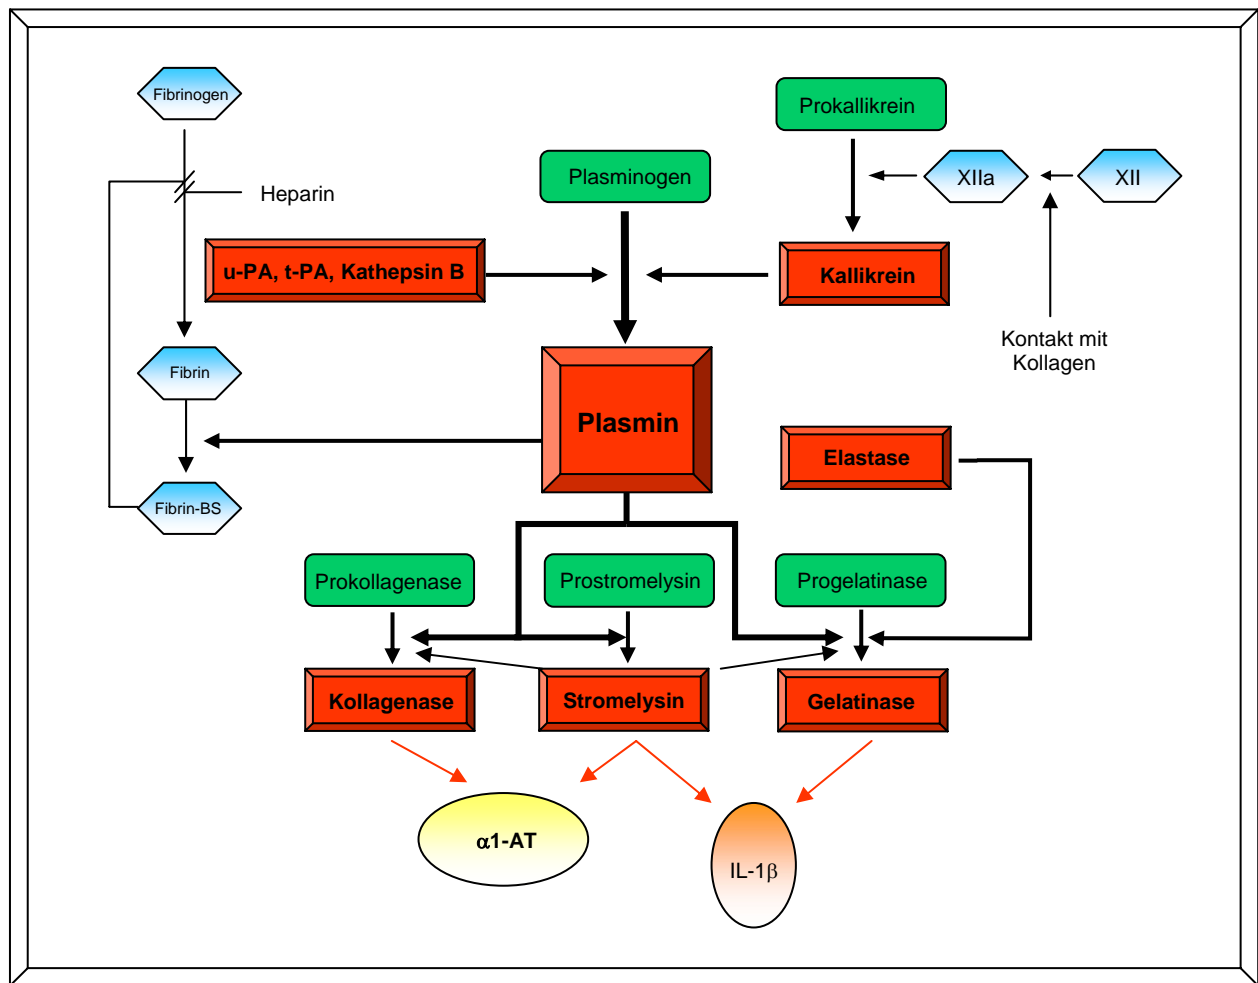 Fibrinogen
Prokallikrein
Plasminogen
XIIa
XII
Heparin
u-PA, t-PA, Kathepsin B
Kallikrein
Kontakt mit
Kollagen
Fibrin
Plasmin
Elastase
Fibrin-BS
Prokollagenase
Prostromelysin
Progelatinase
Kollagenase
Stromelysin
Gelatinase
α1-AT
IL-1β